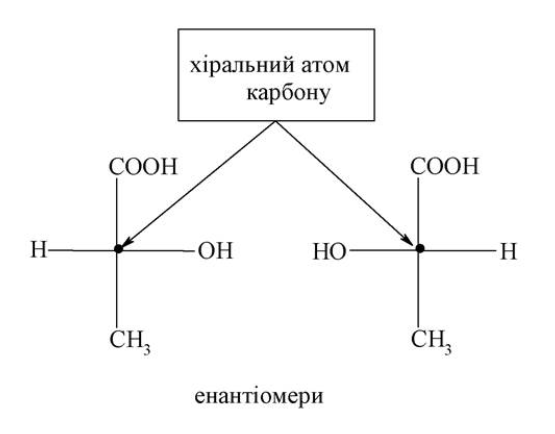 хіральний атом
карбону
COOH COOH
H OH HO H
CH₃ CH₃
енантіомери